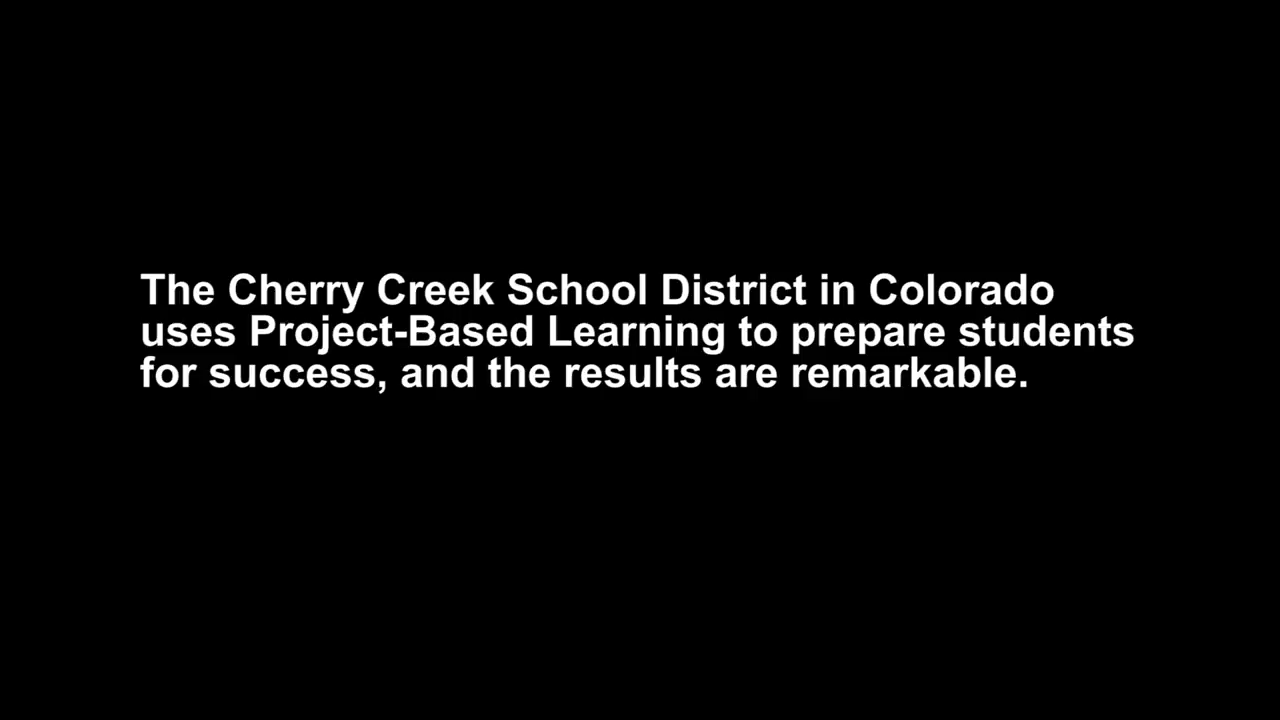 The Cherry Creek School District in Colorado
uses Project-Based Learning to prepare students
for success, and the results are remarkable.